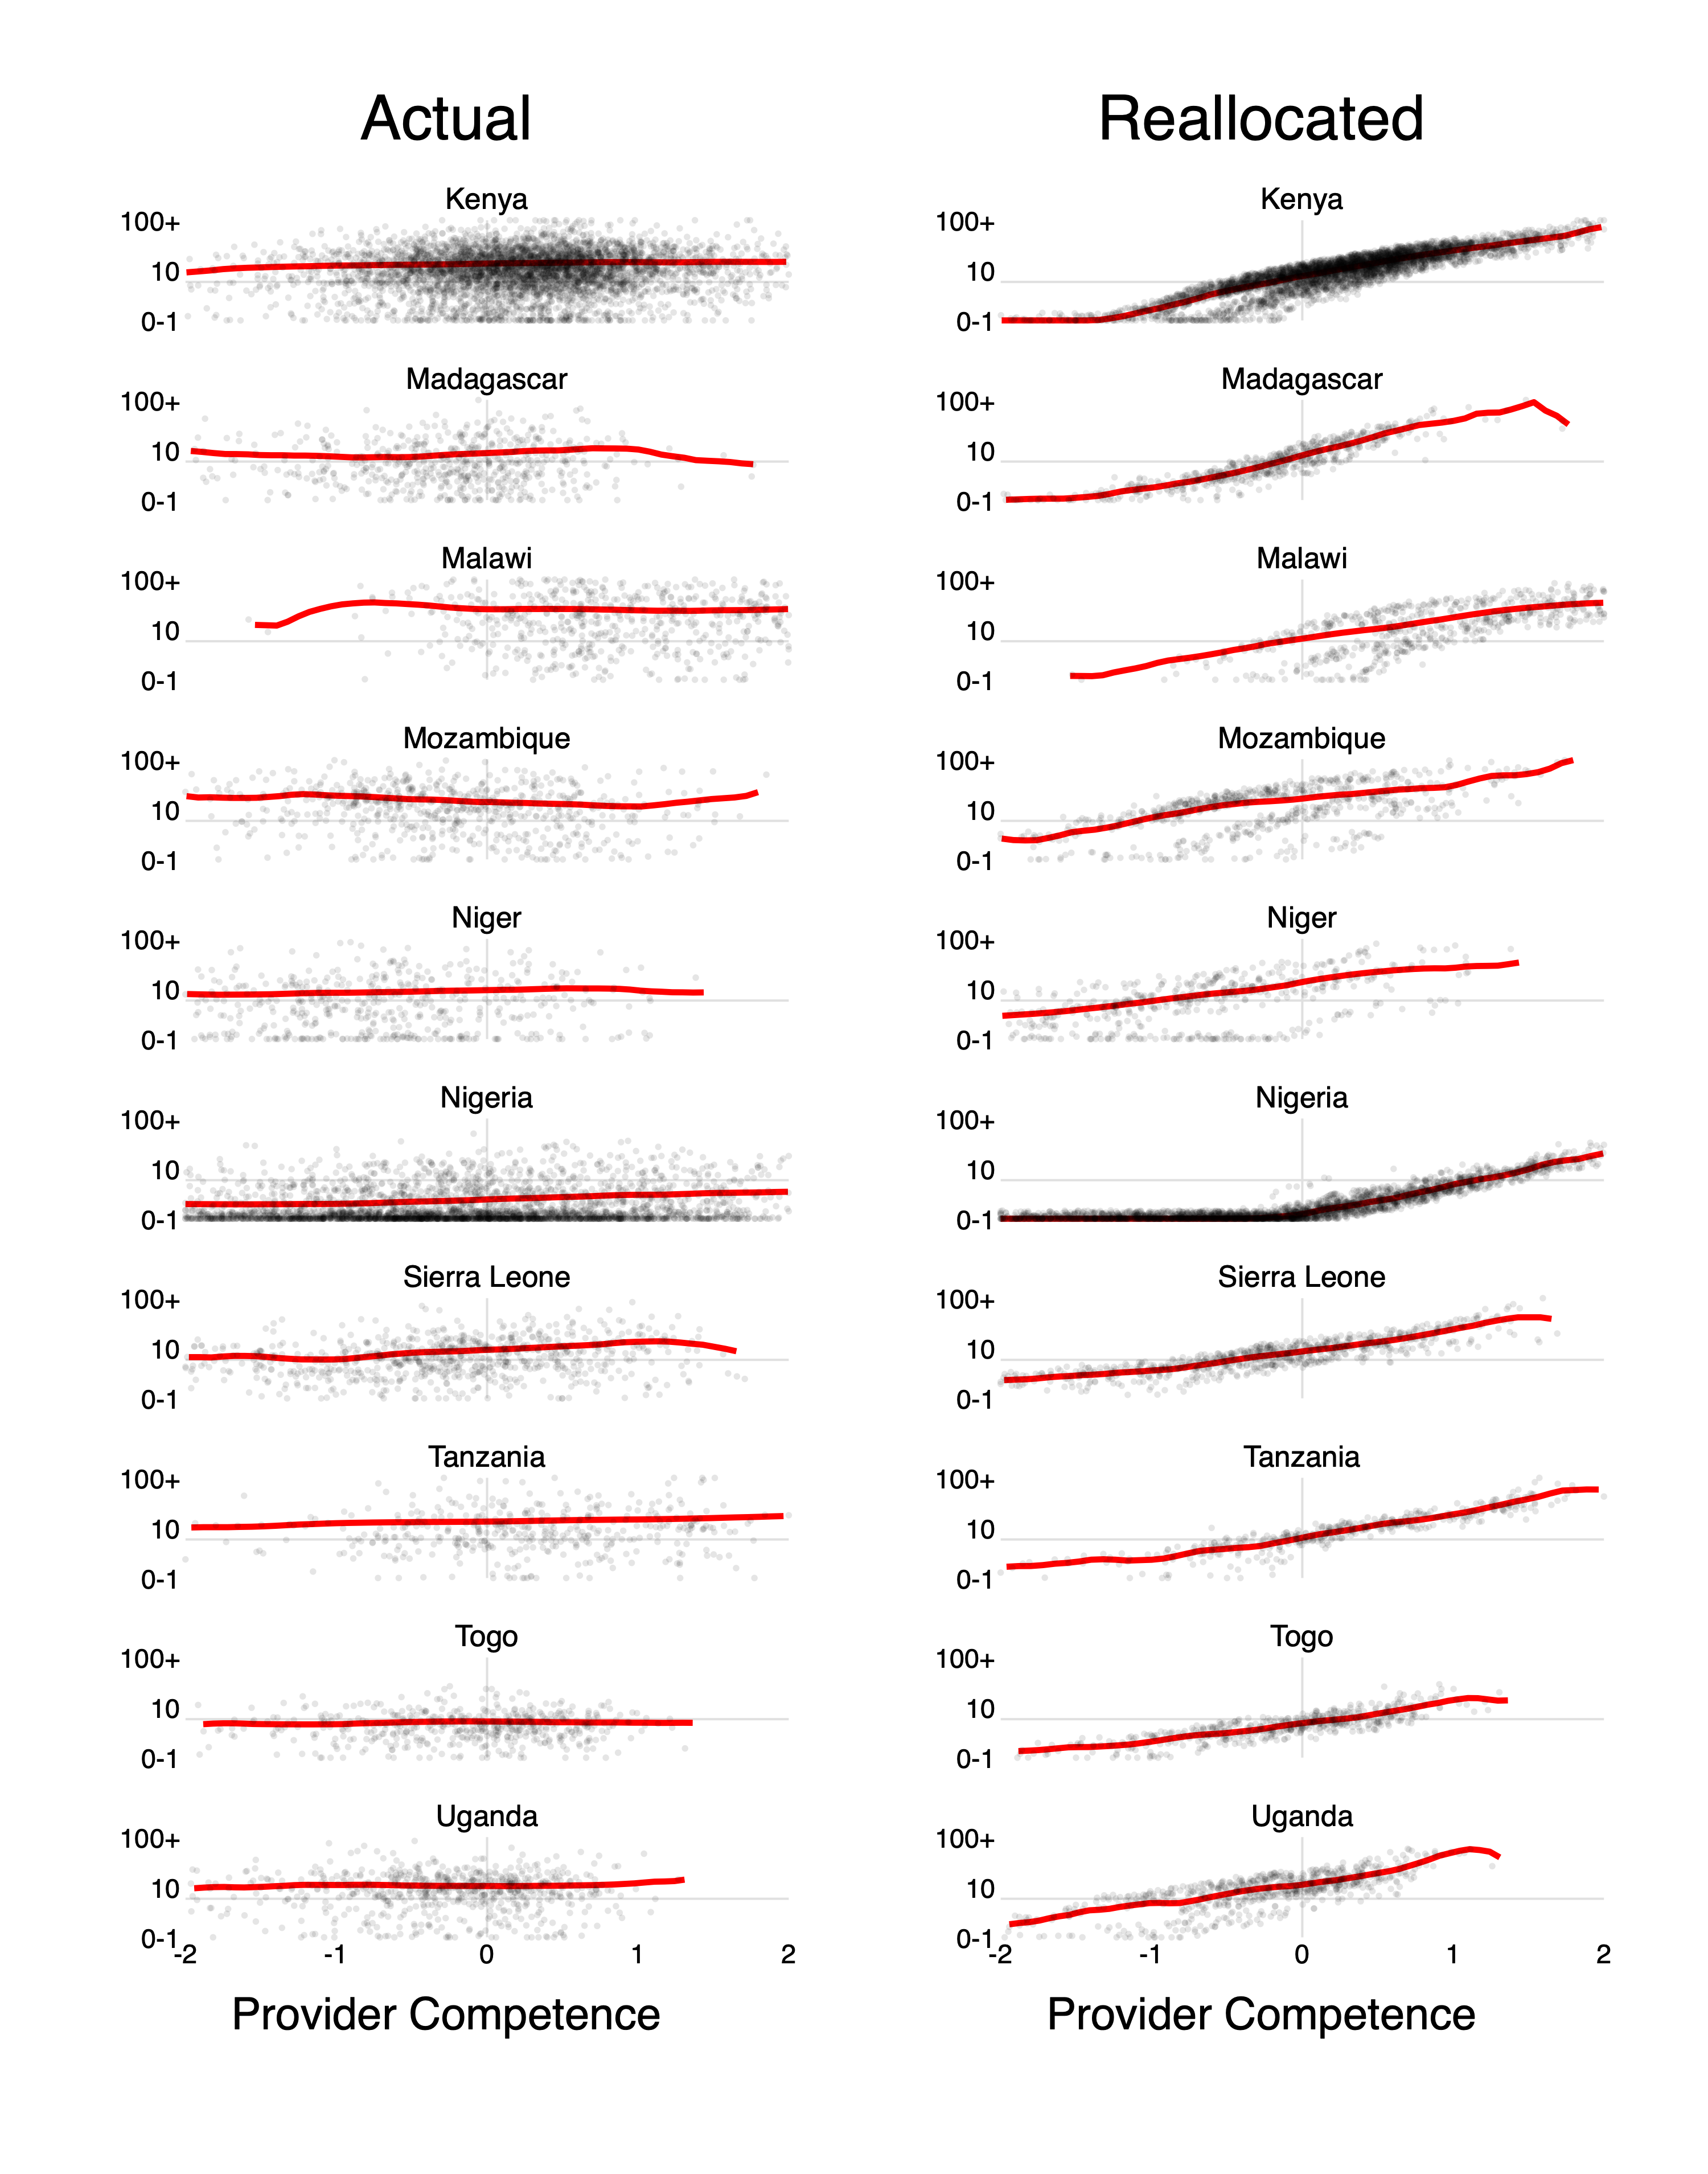 Actual Reallocated
Kenya Kenya
100+ 100+
10 10
0-1 0-1
Madagascar Madagascar
100+ 100+
10 10
0-1 0-1
Malawi Malawi
100+ 100+
10 10
0-1 0-1
Mozambique Mozambique
100+ 100+
10 10
0-1 0-1
Niger Niger
100+ 100+
10 10
0-1 0-1
Nigeria Nigeria
100+ 100+
10 10
0-1 0-1
Sierra Leone Sierra Leone
100+ 100+
10 10
0-1 0-1
Tanzania Tanzania
100+ 100+
10 10
0-1 0-1
Togo Togo
100+ 100+
10 10
0-1 0-1
Uganda Uganda
100+ 100+
10 10
0-1 0-1
-2 -1 0 1 2 -2 -1 0 1 2
Provider Competence Provider Competence